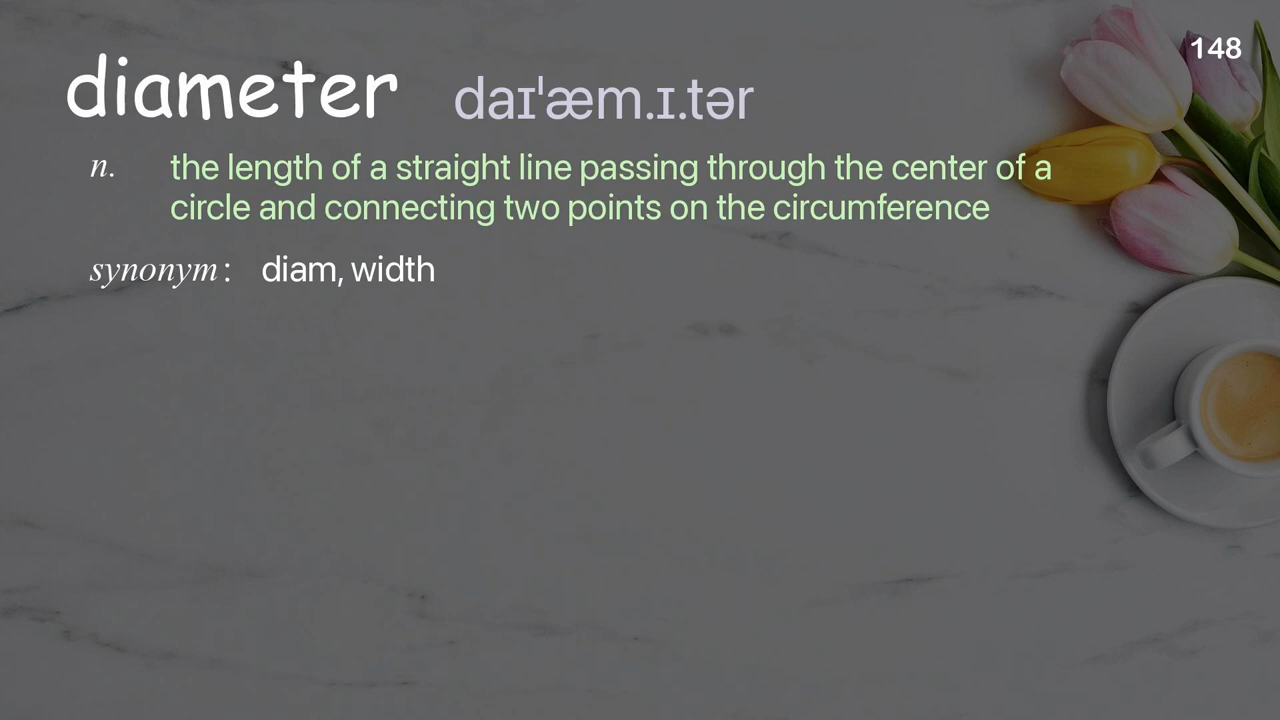 148
diameter daɪˈæm.ɪ.tər
n. the length of a straight line passing through the center of a
circle and connecting two points on the circumference
synonym: diam, width